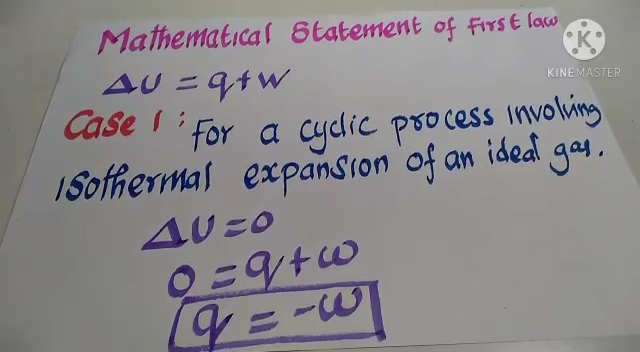 Mathematical Statement of First law
KINEMASTER
ΔU = q+W
Case 1 : For a cyclic process involving
isothermal expansion of an ideal gas.
ΔU = 0
0 = q + w
q = -w